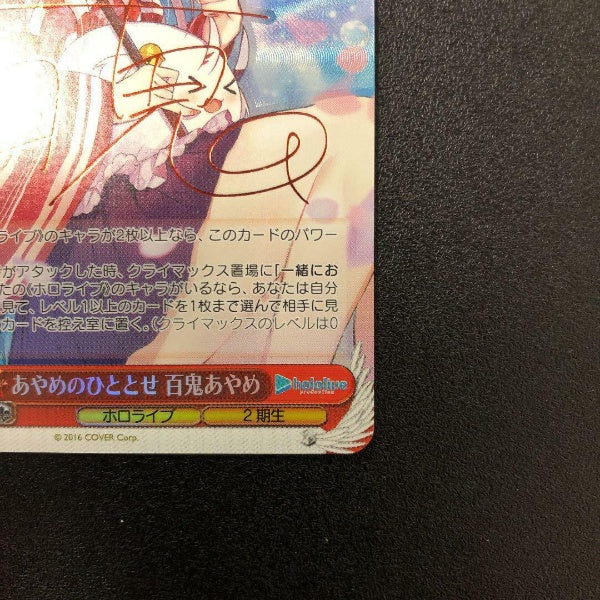 ライブ》のキャラが2枚以上なら、このカードのパワー
がアタックした時、クライマックス置場に「一緒にお
たの《ホロライブ》のキャラがいるなら、あなたは自分
見て、レベル1以上のカードを1枚まで選んで相手に見
カードを控え室に置く。（クライマックスのレベルは0
あやめのひととせ 百鬼あやめ hololive production
ホロライブ 2期生
© 2016 COVER Corp.